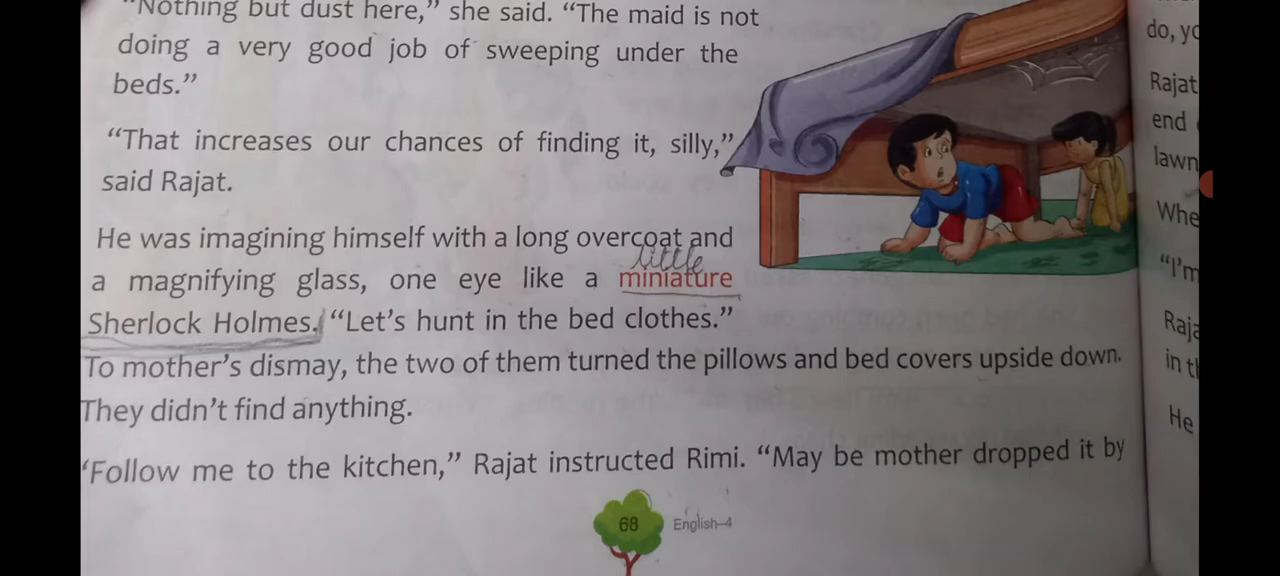 "Nothing but dust here," she said. "The maid is not
doing a very good job of sweeping under the
beds."
"That increases our chances of finding it, silly,"
said Rajat.
He was imagining himself with a long overcoat and
little
a magnifying glass, one eye like a miniature
Sherlock Holmes. "Let's hunt in the bed clothes."
To mother's dismay, the two of them turned the pillows and bed covers upside down.
They didn't find anything.
'Follow me to the kitchen," Rajat instructed Rimi. "May be mother dropped it by
68 English–4
do, yo
Rajat
end
lawn
Whe
"I'm
Raja
in th
He